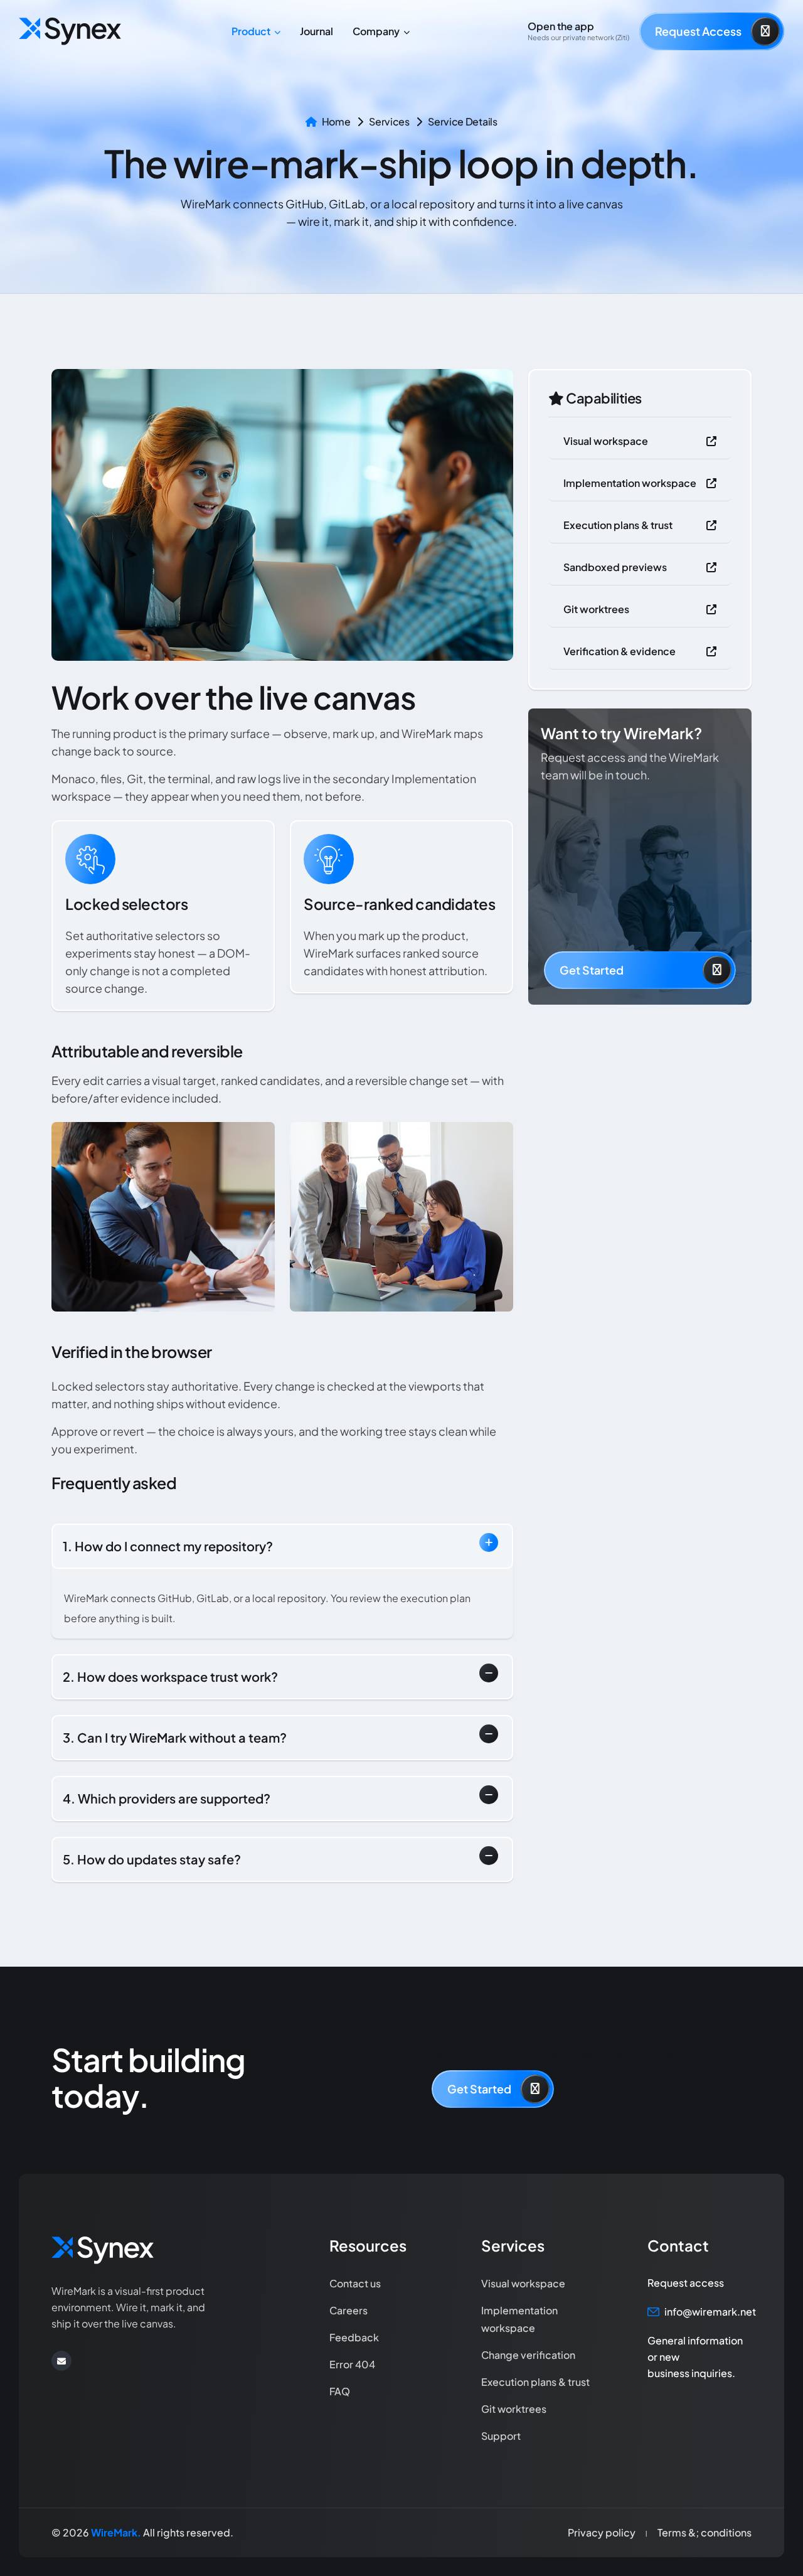 Synex
Product
Journal
Company
Open the app
Needs our private network (Ziti)
Request Access
Home
Services
Service Details
The wire-mark-ship loop in depth.
WireMark connects GitHub, GitLab, or a local repository and turns it into a live canvas
— wire it, mark it, and ship it with confidence.
Capabilities
Visual workspace
Implementation workspace
Execution plans & trust
Sandboxed previews
Git worktrees
Verification & evidence
Want to try WireMark?
Request access and the WireMark
team will be in touch.
Get Started
Work over the live canvas
The running product is the primary surface — observe, mark up, and WireMark maps
change back to source.
Monaco, files, Git, the terminal, and raw logs live in the secondary Implementation
workspace — they appear when you need them, not before.
Locked selectors
Set authoritative selectors so
experiments stay honest — a DOM-
only change is not a completed
source change.
Source-ranked candidates
When you mark up the product,
WireMark surfaces ranked source
candidates with honest attribution.
Attributable and reversible
Every edit carries a visual target, ranked candidates, and a reversible change set — with
before/after evidence included.
Verified in the browser
Locked selectors stay authoritative. Every change is checked at the viewports that
matter, and nothing ships without evidence.
Approve or revert — the choice is always yours, and the working tree stays clean while
you experiment.
Frequently asked
1. How do I connect my repository?
WireMark connects GitHub, GitLab, or a local repository. You review the execution plan
before anything is built.
2. How does workspace trust work?
3. Can I try WireMark without a team?
4. Which providers are supported?
5. How do updates stay safe?
Start building
today.
Get Started
Synex
WireMark is a visual-first product
environment. Wire it, mark it, and
ship it over the live canvas.
Resources
Contact us
Careers
Feedback
Error 404
FAQ
Services
Visual workspace
Implementation
workspace
Change verification
Execution plans & trust
Git worktrees
Support
Contact
Request access
info@wiremark.net
General information
or new
business inquiries.
© 2026 WireMark. All rights reserved.
Privacy policy
Terms &; conditions